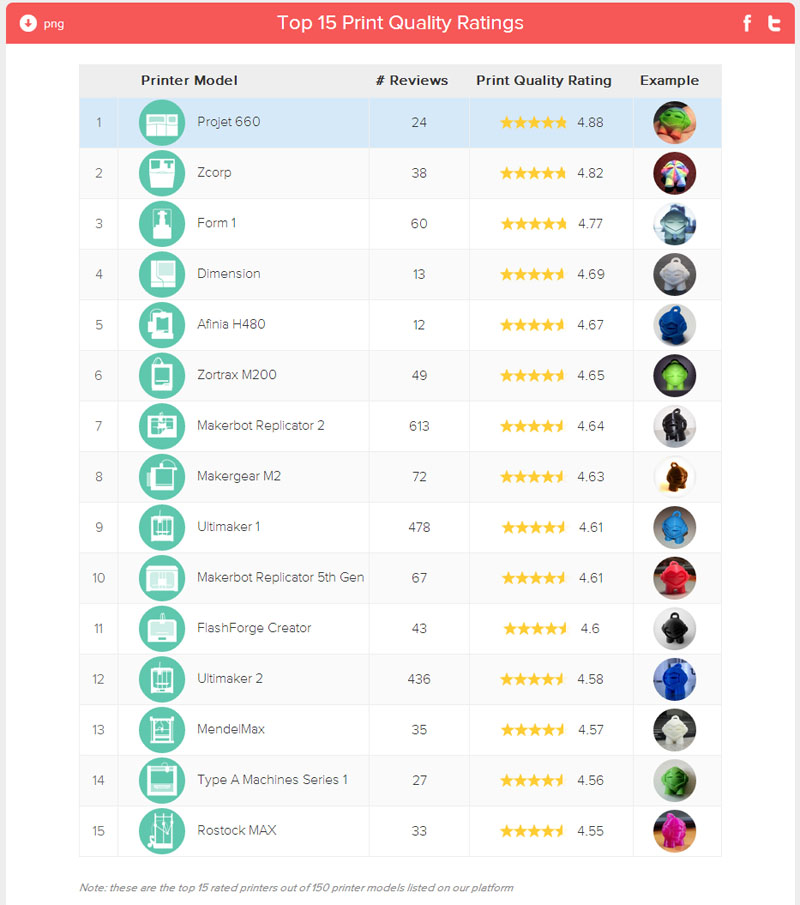 png Top 15 Print Quality Ratings
Printer Model # Reviews Print Quality Rating Example
1 Projet 660 24 4.88
2 Zcorp 38 4.82
3 Form 1 60 4.77
4 Dimension 13 4.69
5 Afinia H480 12 4.67
6 Zortrax M200 49 4.65
7 Makerbot Replicator 2 613 4.64
8 Makergear M2 72 4.63
9 Ultimaker 1 478 4.61
10 Makerbot Replicator 5th Gen 67 4.61
11 FlashForge Creator 43 4.6
12 Ultimaker 2 436 4.58
13 MendelMax 35 4.57
14 Type A Machines Series 1 27 4.56
15 Rostock MAX 33 4.55
Note: these are the top 15 rated printers out of 150 printer models listed on our platform